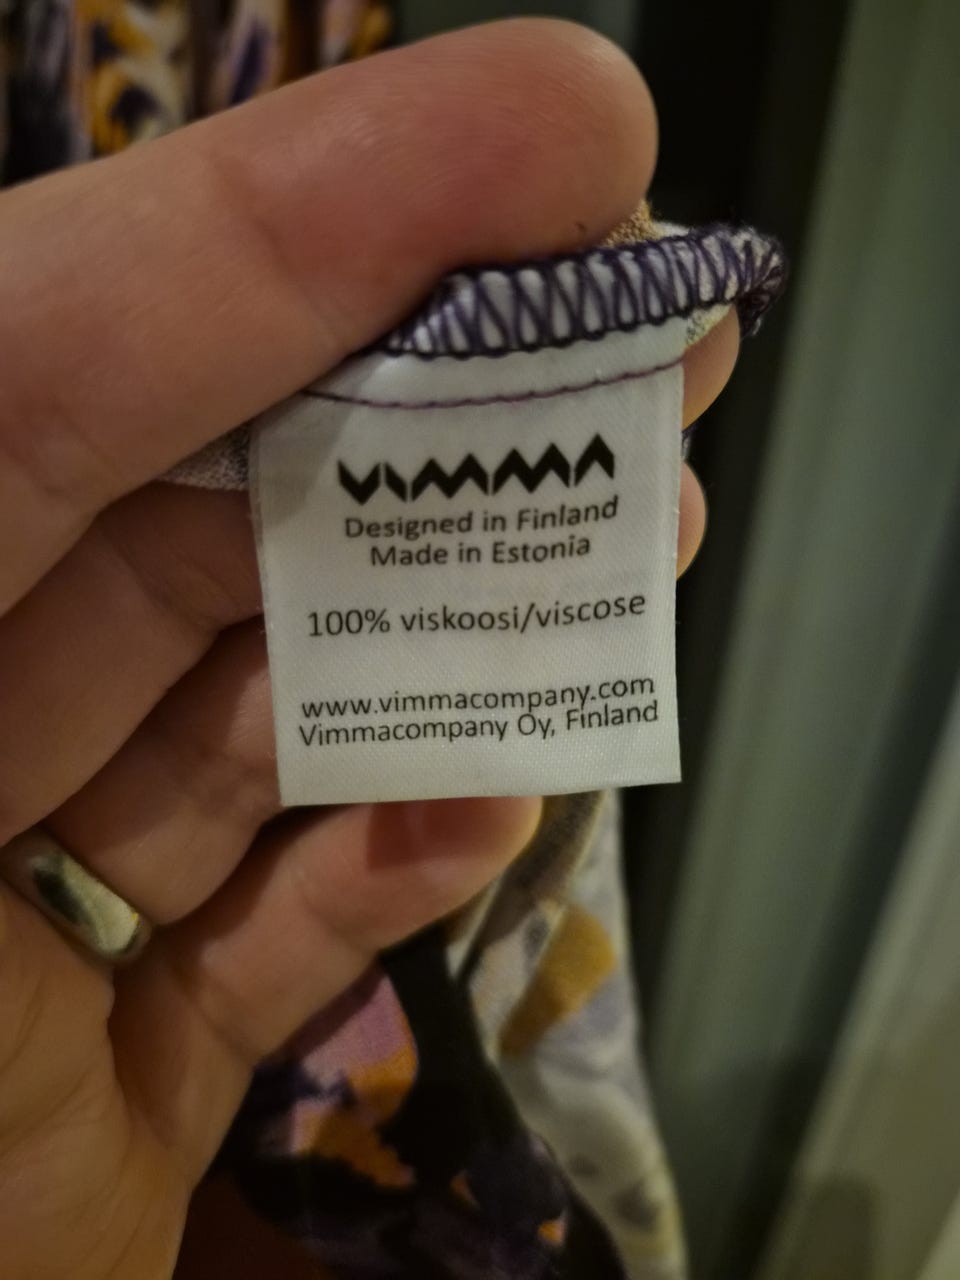 VIMMA
Designed in Finland
Made in Estonia
100% viskoosi/viscose
www.vimmacompany.com
Vimmacompany Oy, Finland